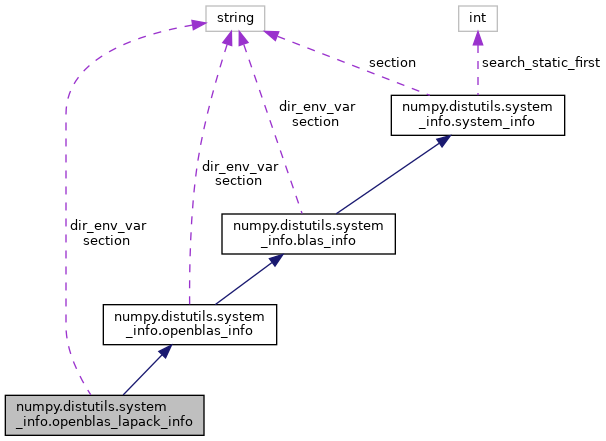 string
int
section
search_static_first
numpy.distutils.system
_info.system_info
dir_env_var
section
dir_env_var
section
dir_env_var
section
numpy.distutils.system
_info.blas_info
numpy.distutils.system
_info.openblas_info
numpy.distutils.system
_info.openblas_lapack_info